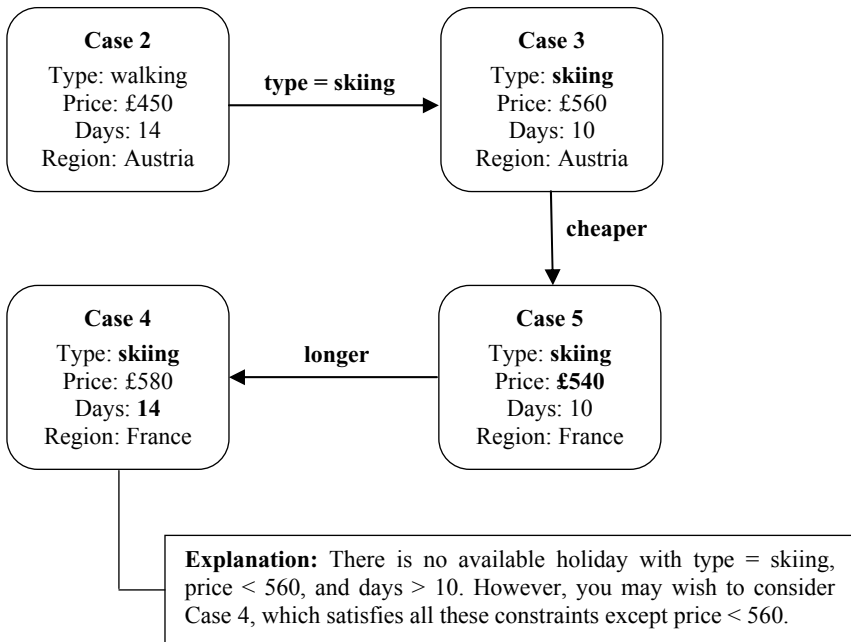 Case 2
Type: walking
Price: £450
Days: 14
Region: Austria
type = skiing
Case 3
Type: skiing
Price: £560
Days: 10
Region: Austria
cheaper
Case 4
Type: skiing
Price: £580
Days: 14
Region: France
longer
Case 5
Type: skiing
Price: £540
Days: 10
Region: France
Explanation: There is no available holiday with type = skiing,
price < 560, and days > 10. However, you may wish to consider
Case 4, which satisfies all these constraints except price < 560.